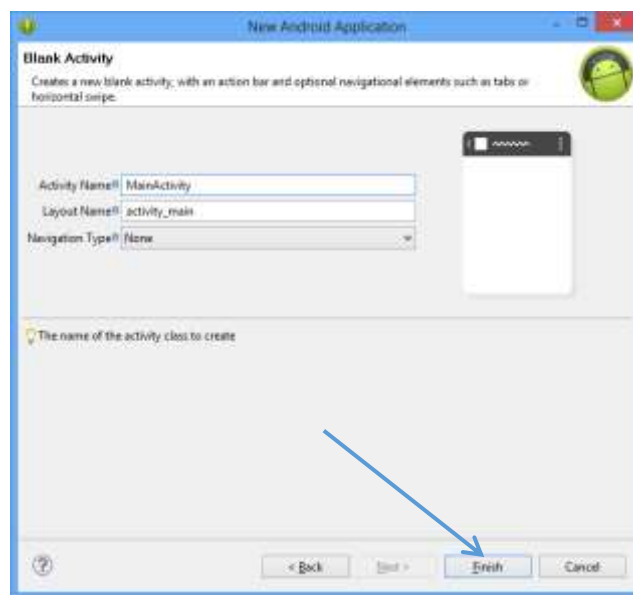 New Android Application
Blank Activity
Creates a new blank activity, with an action bar and optional navigational elements such as tabs or
horizontal swipe.
Activity Name
MainActivity
Layout Name
activity_main
Navigation Type
None
The name of the activity class to create
< Back
Next >
Finish
Cancel